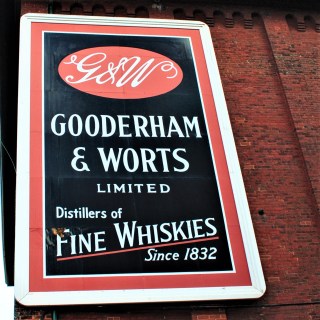 G&W
GOODERHAM
& WORTS
LIMITED
Distillers of
FINE WHISKIES
Since 1832